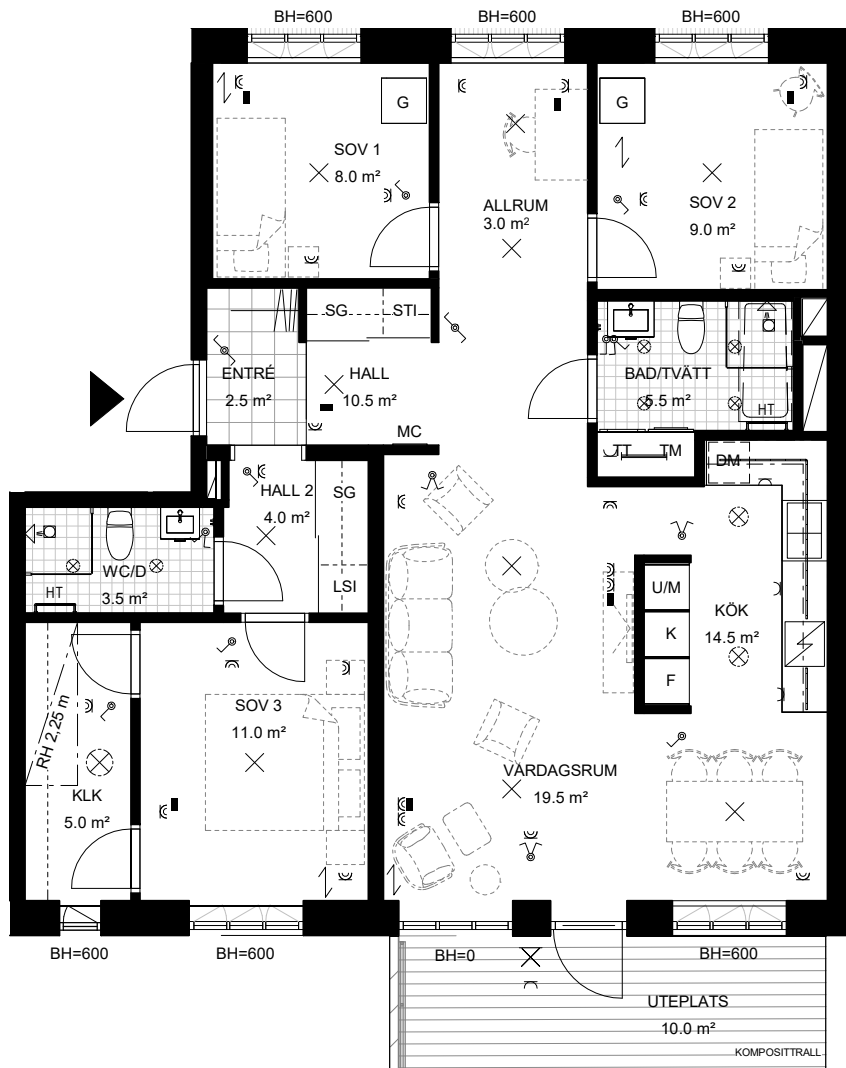 BH=600
BH=600
BH=600
G
G
SOV 1
8.0 m²
ALLRUM
3.0 m²
SOV 2
9.0 m²
SG
STI
ENTRÉ
2.5 m²
HALL
10.5 m²
BAD/TVÄTT
5.5 m²
HT
MC
TT
TM
DM
HALL 2
4.0 m²
SG
LSI
WC/D
3.5 m²
HT
U/M
K
F
KÖK
14.5 m²
SOV 3
11.0 m²
RH 2,25 m
KLK
5.0 m²
VARDAGSRUM
19.5 m²
BH=600
BH=600
BH=0
BH=600
UTEPLATS
10.0 m²
KOMPOSITTRALL